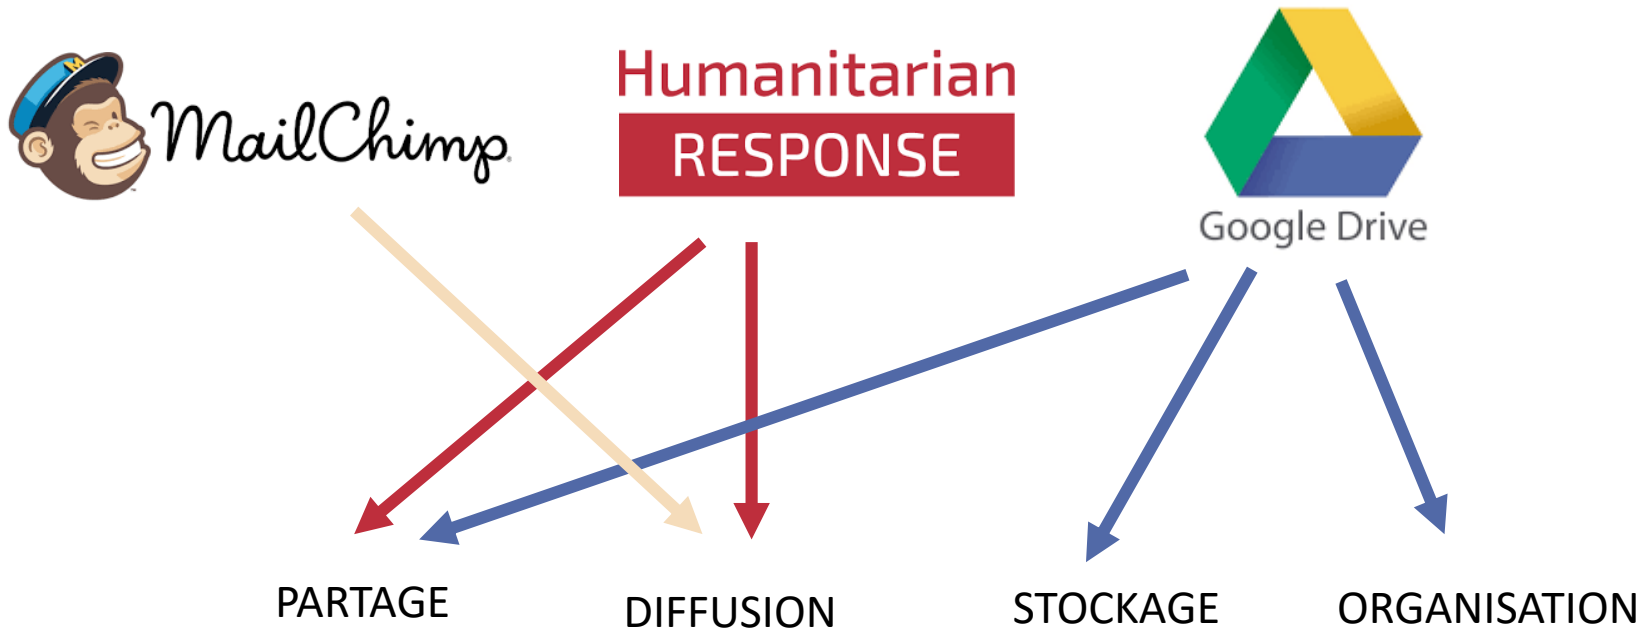 MailChimp
Humanitarian
RESPONSE
Google Drive
PARTAGE
DIFFUSION
STOCKAGE
ORGANISATION